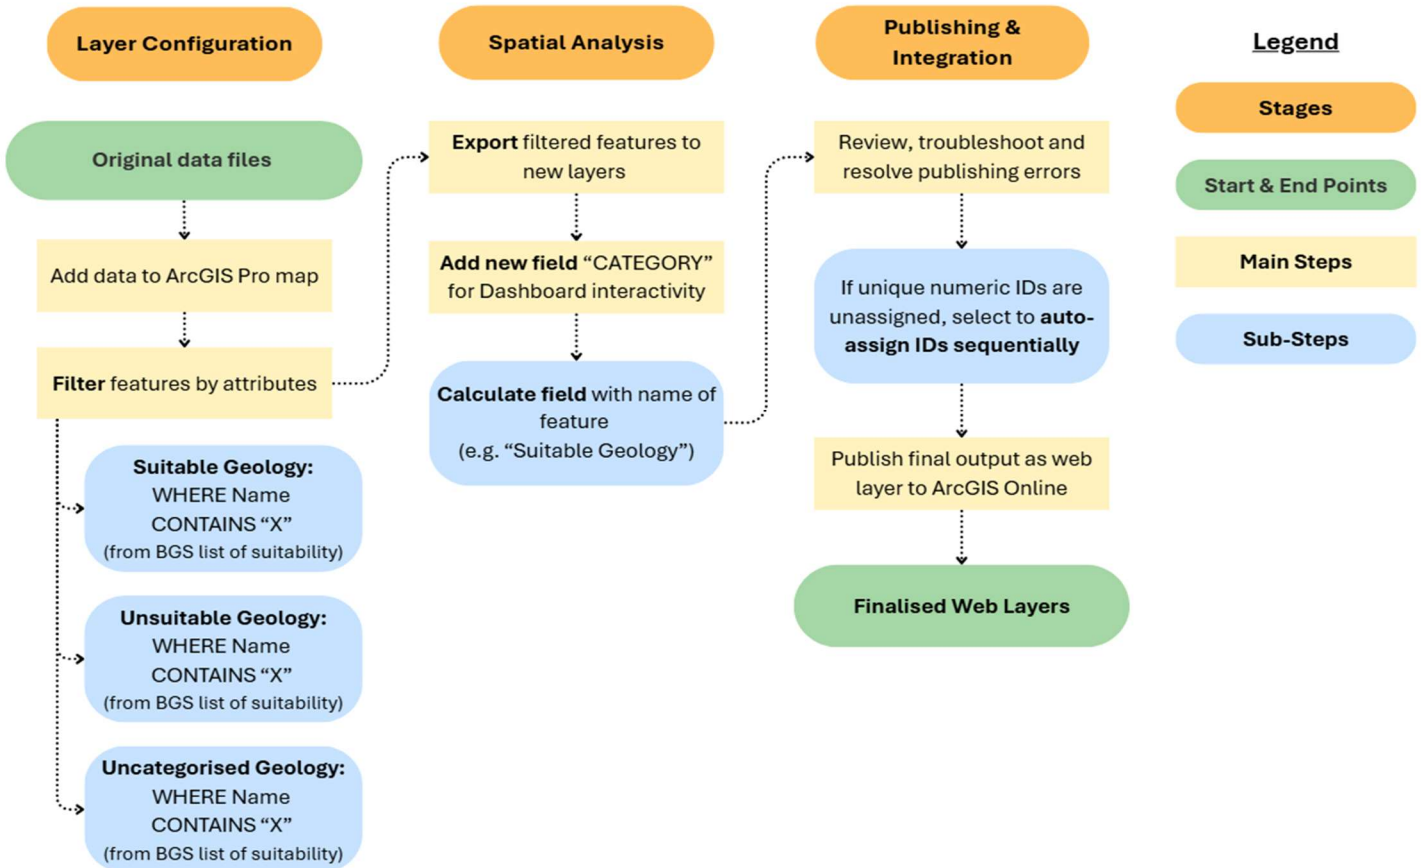 Layer Configuration
Original data files
Add data to ArcGIS Pro map
Filter features by attributes
Suitable Geology:
WHERE Name
CONTAINS “X”
(from BGS list of suitability)
Unsuitable Geology:
WHERE Name
CONTAINS “X”
(from BGS list of suitability)
Uncategorised Geology:
WHERE Name
CONTAINS “X”
(from BGS list of suitability)
Spatial Analysis
Export filtered features to
new layers
Add new field “CATEGORY”
for Dashboard interactivity
Calculate field with name of
feature
(e.g. “Suitable Geology”)
Publishing &
Integration
Review, troubleshoot and
resolve publishing errors
If unique numeric IDs are
unassigned, select to auto-
assign IDs sequentially
Publish final output as web
layer to ArcGIS Online
Finalised Web Layers
Legend
Stages
Start & End Points
Main Steps
Sub-Steps